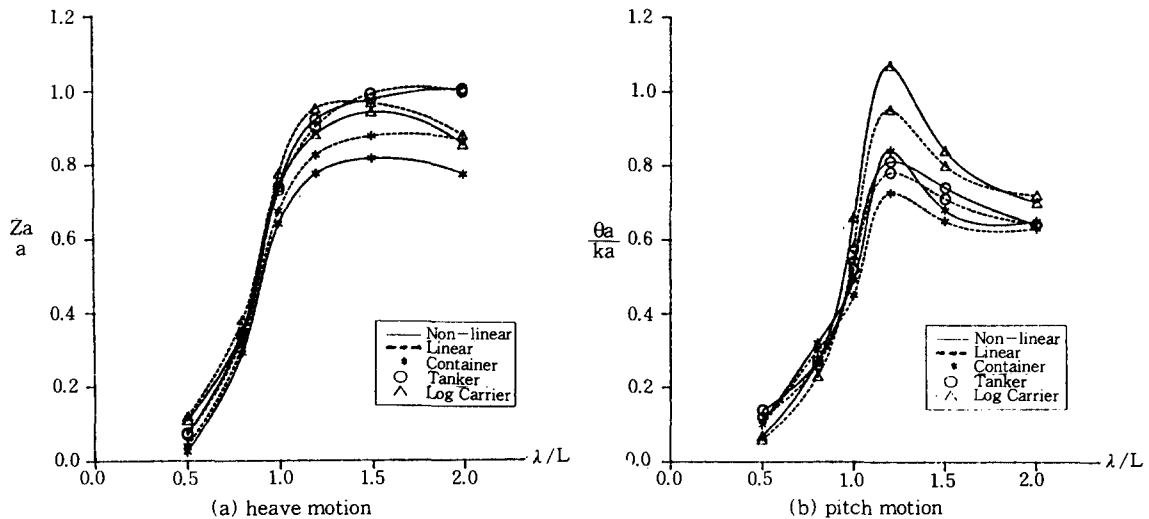 1.2
1.0
0.8
0.6
0.4
0.2
0.0
Za
a
Non-linear
Linear
Container
Tanker
Log Carrier
0.0 0.5 1.0 1.5 2.0
λ/L
(a) heave motion
1.2
1.0
0.8
0.6
0.4
0.2
0.0
θa
ka
Non-linear
Linear
Container
Tanker
Log Carrier
0.0 0.5 1.0 1.5 2.0
λ/L
(b) pitch motion